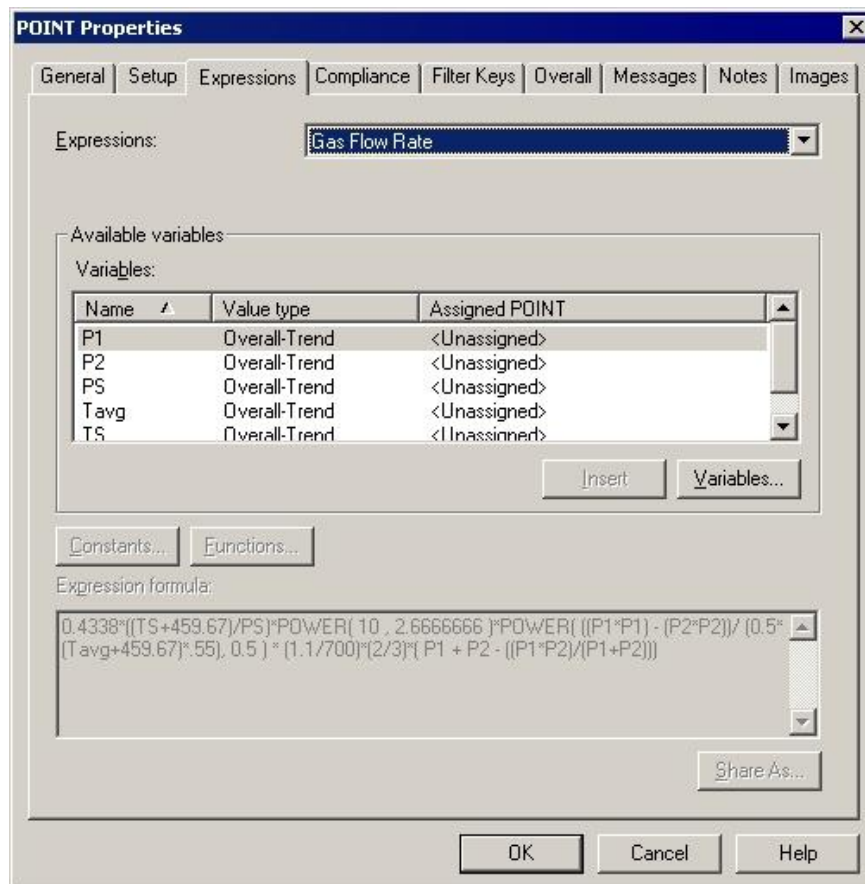 POINT Properties
General Setup Expressions Compliance Filter Keys Overall Messages Notes Images
Expressions: Gas Flow Rate
Available variables
Variables:
Name Value type Assigned POINT
P1 Overall-Trend <Unassigned>
P2 Overall-Trend <Unassigned>
PS Overall-Trend <Unassigned>
Tavg Overall-Trend <Unassigned>
TS Overall-Trend <Unassigned>
Insert Variables...
Constants... Functions...
Expression formula:
0.4338*((TS+459.67)/PS)*POWER( 10 , 2.6666666 )*POWER( ((P1*P1) - (P2*P2))/ (0.5*
(Tavg+459.67)*.55), 0.5 ) * (1.1/700)*(2/3)*( P1 + P2 - ((P1*P2)/(P1+P2)))
Share As...
OK Cancel Help